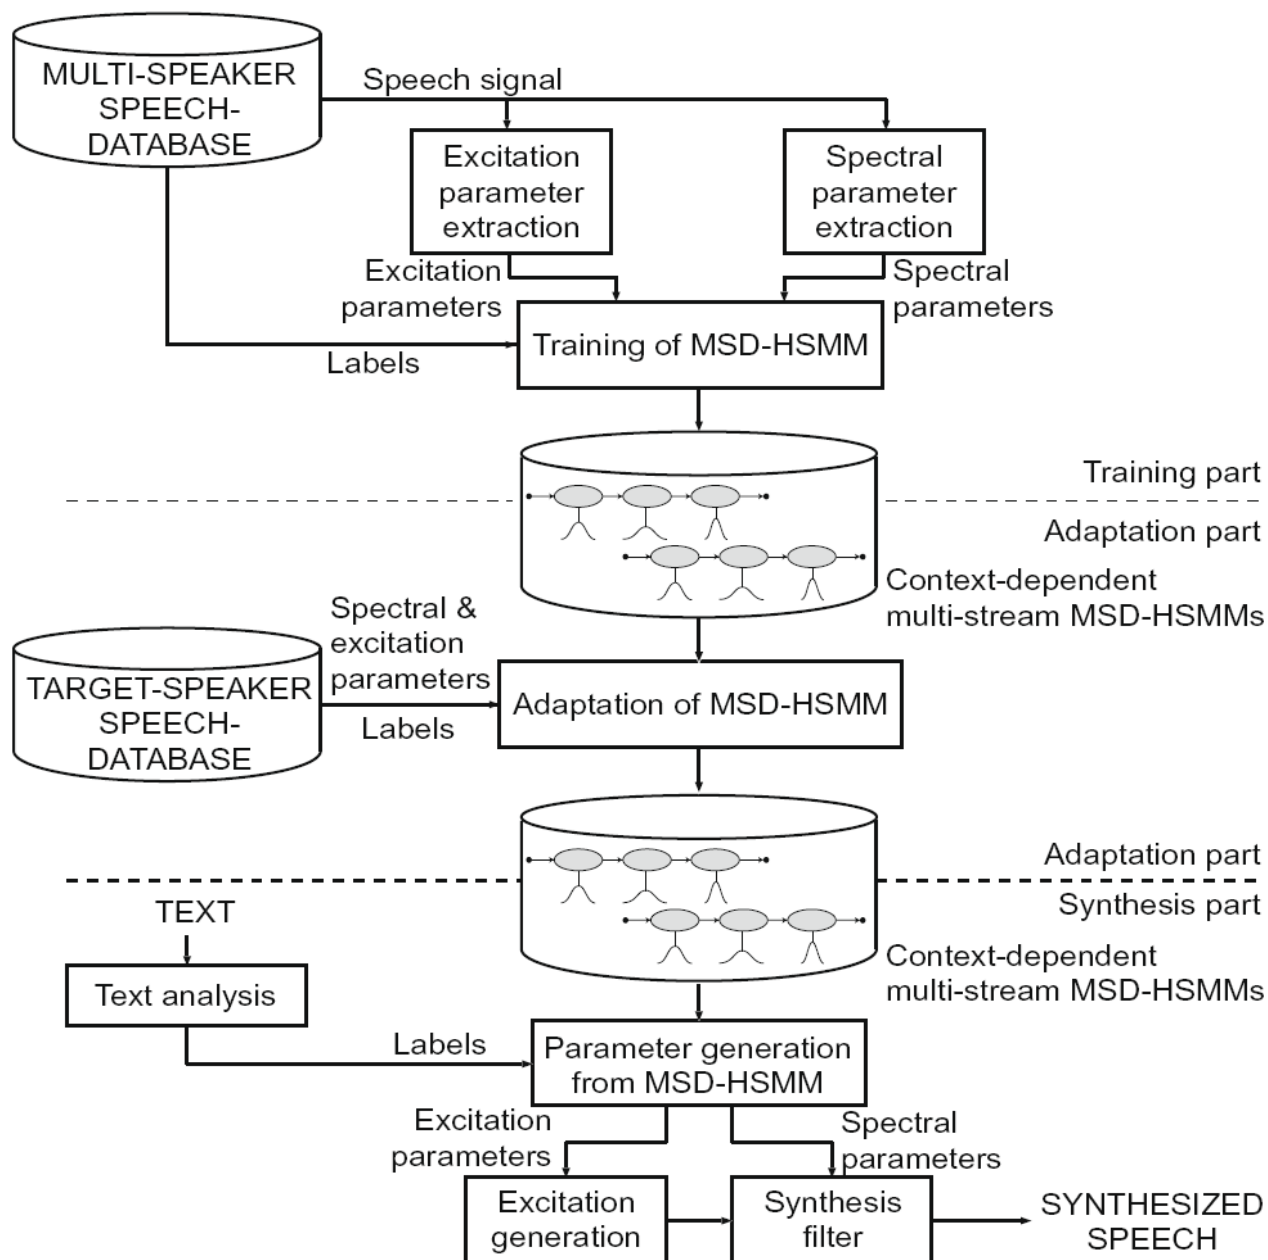 MULTI-SPEAKER
SPEECH-
DATABASE
Speech signal
Excitation
parameter
extraction
Spectral
parameter
extraction
Excitation
parameters
Spectral
parameters
Training of MSD-HSMM
Labels
Training part
Adaptation part
Context-dependent
multi-stream MSD-HSMMs
Spectral &
excitation
parameters
TARGET-SPEAKER
SPEECH-
DATABASE
Labels
Adaptation of MSD-HSMM
Adaptation part
Synthesis part
TEXT
Context-dependent
multi-stream MSD-HSMMs
Text analysis
Labels
Parameter generation
from MSD-HSMM
Excitation
parameters
Spectral
parameters
Excitation
generation
Synthesis
filter
SYNTHESIZED
SPEECH